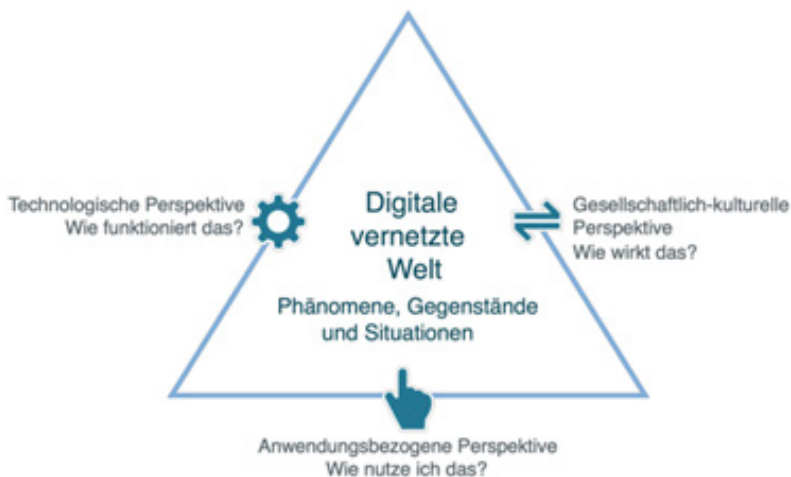 Technologische Perspektive
Wie funktioniert das?
Digitale
vernetzte
Welt
Phänomene, Gegenstände
und Situationen
Gesellschaftlich-kulturelle
Perspektive
Wie wirkt das?
Anwendungsbezogene Perspektive
Wie nutze ich das?